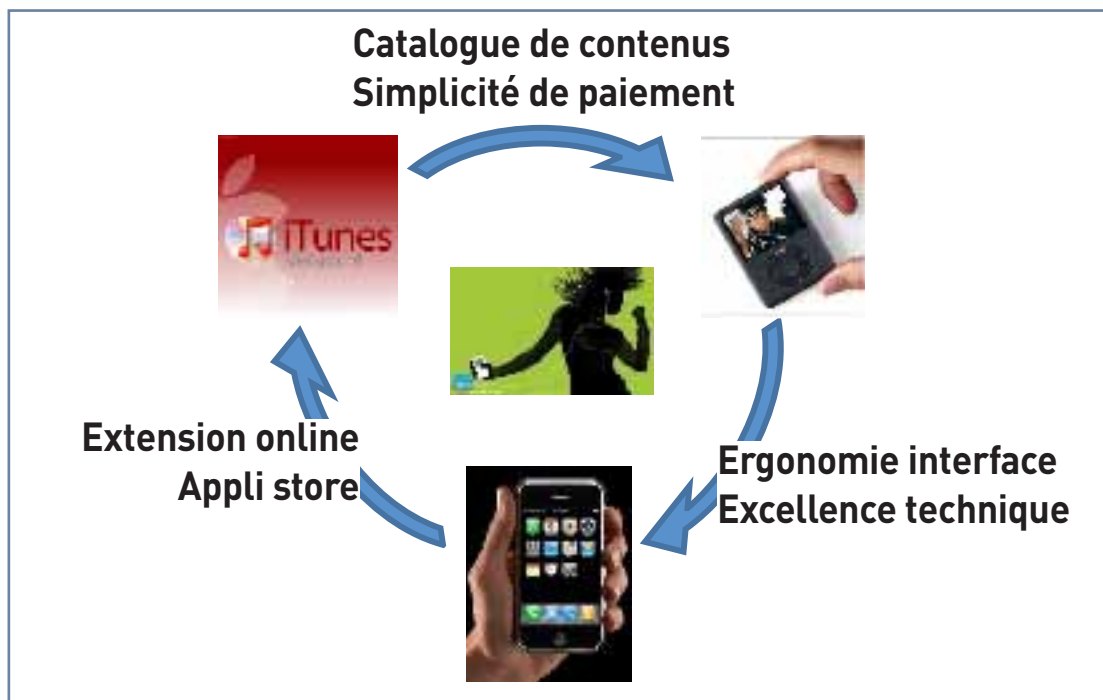 Catalogue de contenus
Simplicité de paiement
iTunes
Extension online
Appli store
Ergonomie interface
Excellence technique